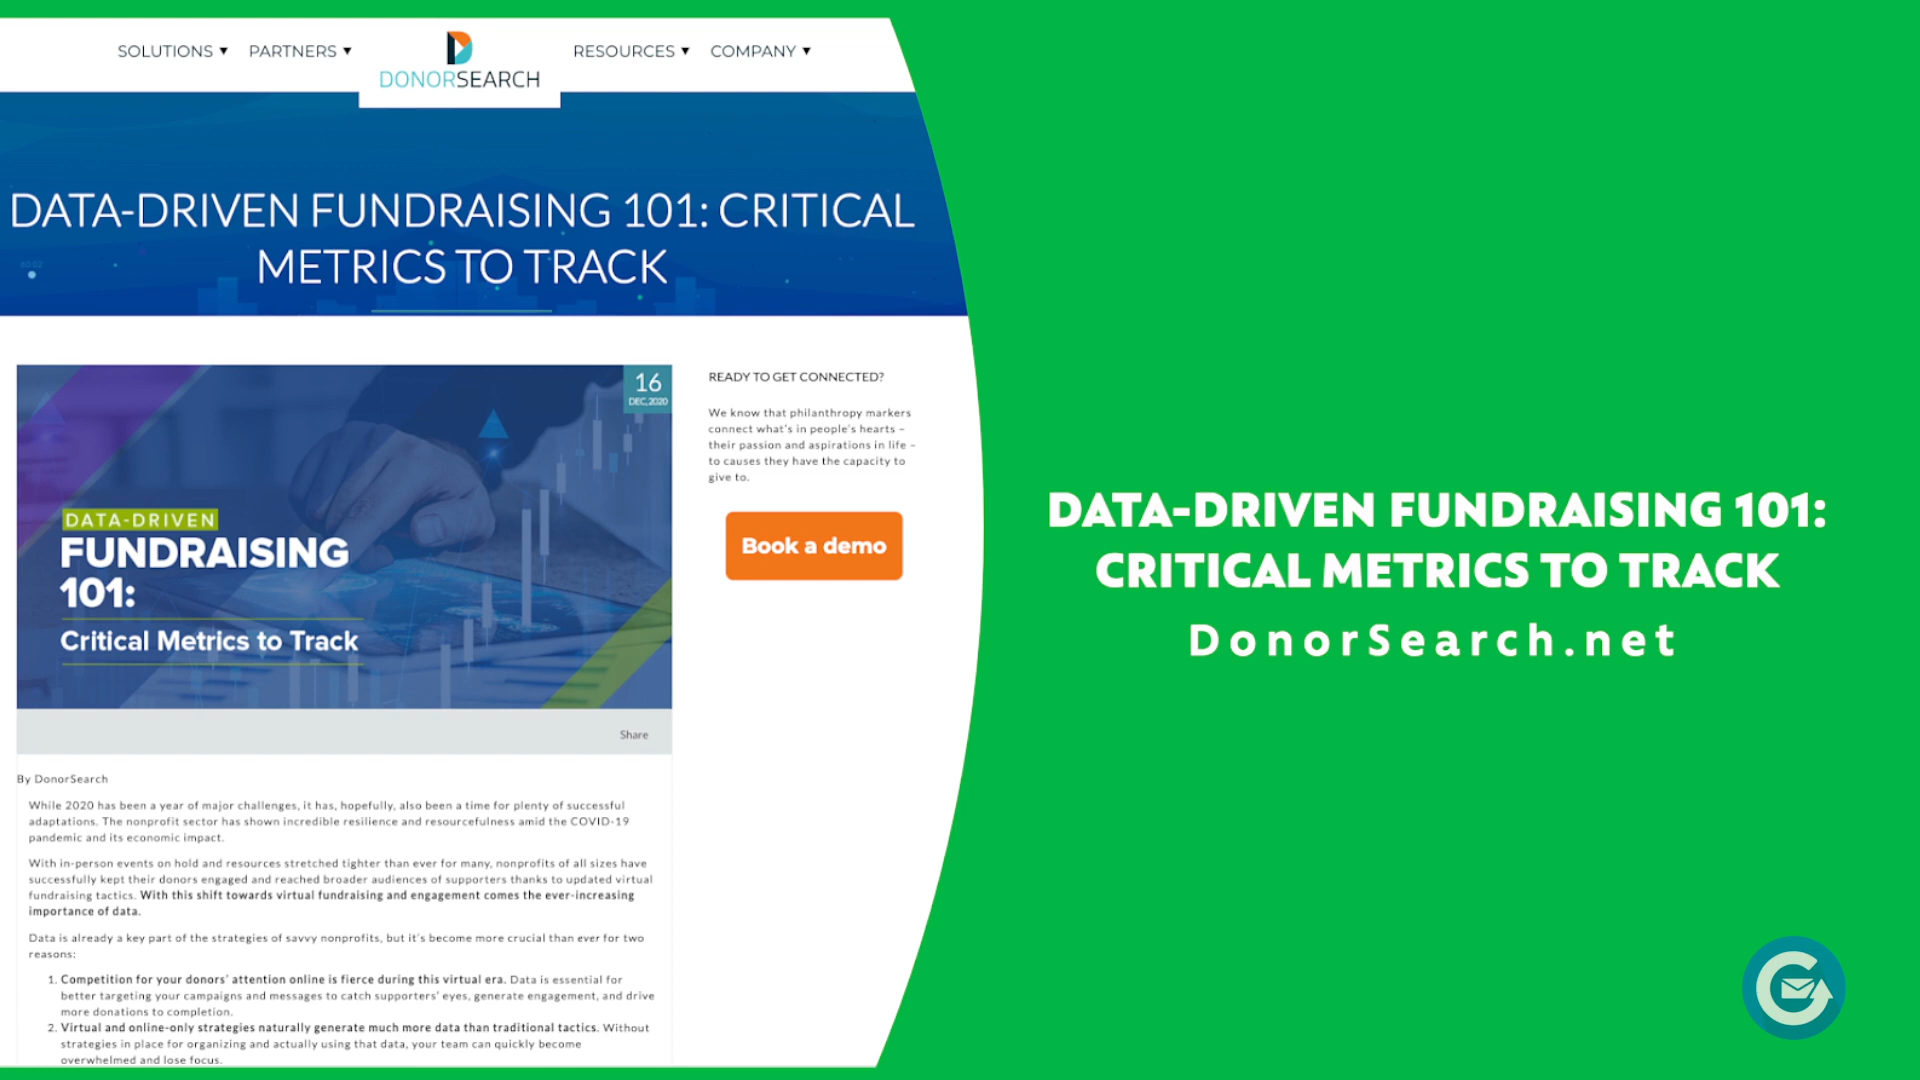 SOLUTIONS ▼ PARTNERS ▼ RESOURCES ▼ COMPANY ▼
DONORSEARCH
DATA-DRIVEN FUNDRAISING 101: CRITICAL
METRICS TO TRACK
16
DEC,2020
DATA-DRIVEN
FUNDRAISING
101:
Critical Metrics to Track
Share
READY TO GET CONNECTED?
We know that philanthropy markers
connect what's in people's hearts –
their passion and aspirations in life –
to causes they have the capacity to
give to.
Book a demo
By DonorSearch
While 2020 has been a year of major challenges, it has, hopefully, also been a time for plenty of successful
adaptations. The nonprofit sector has shown incredible resilience and resourcefulness amid the COVID-19
pandemic and its economic impact.
With in-person events on hold and resources stretched tighter than ever for many, nonprofits of all sizes have
successfully kept their donors engaged and reached broader audiences of supporters thanks to updated virtual
fundraising tactics. With this shift towards virtual fundraising and engagement comes the ever-increasing
importance of data.
Data is already a key part of the strategies of savvy nonprofits, but it's become more crucial than ever for two
reasons:
1. Competition for your donors' attention online is fierce during this virtual era. Data is essential for
better targeting your campaigns and messages to catch supporters' eyes, generate engagement, and drive
more donations to completion.
2. Virtual and online-only strategies naturally generate much more data than traditional tactics. Without
strategies in place for organizing and actually using that data, your team can quickly become
overwhelmed and lose focus.
DATA-DRIVEN FUNDRAISING 101:
CRITICAL METRICS TO TRACK
DonorSearch.net